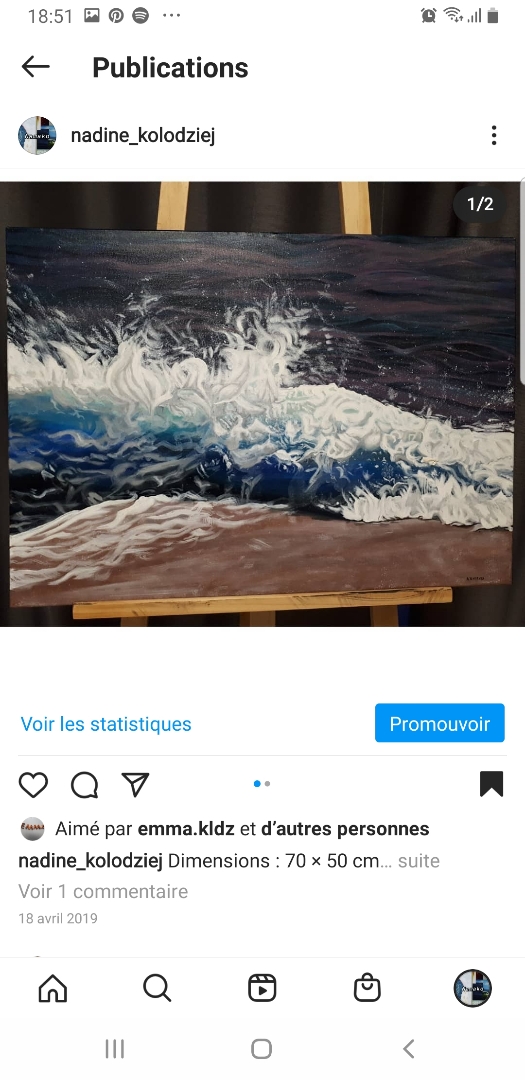 18:51
Publications
nadine_kolodziej
1/2
Voir les statistiques
Promouvoir
Aimé par emma.kldz et d’autres personnes
nadine_kolodziej Dimensions : 70 × 50 cm... suite
Voir 1 commentaire
18 avril 2019